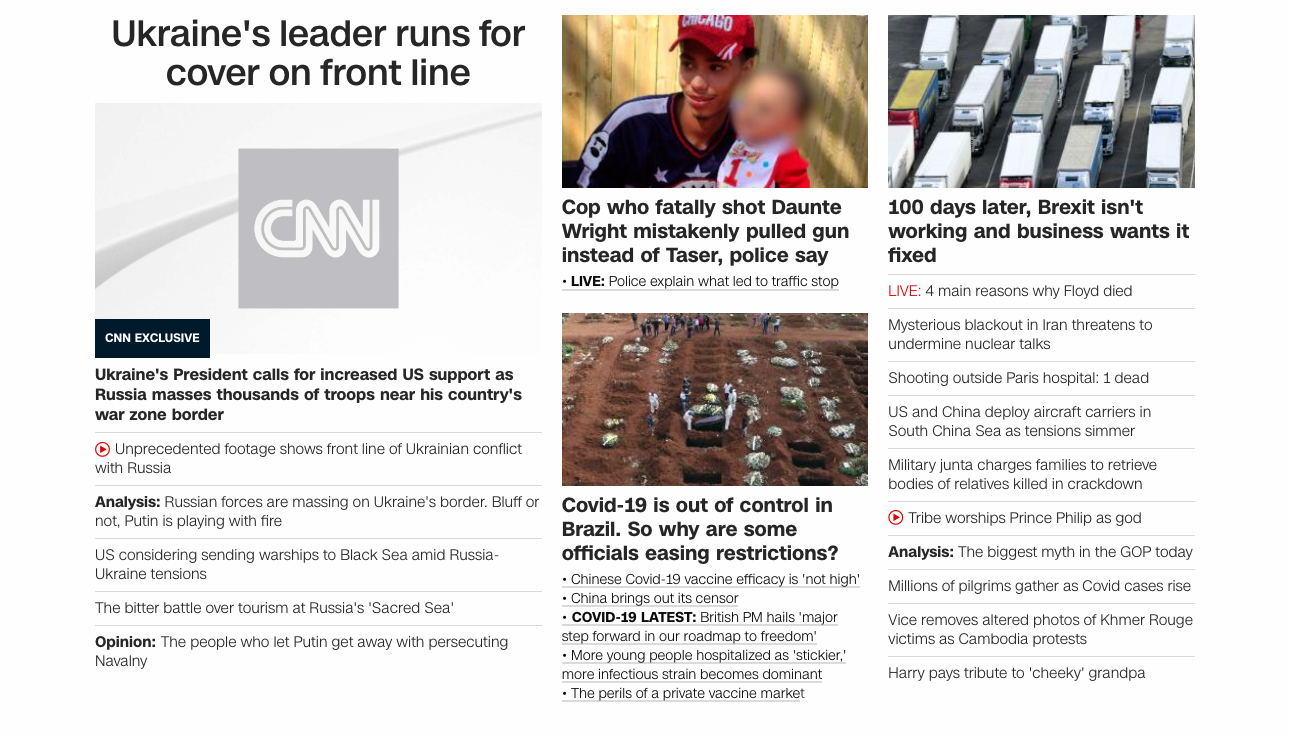 Ukraine's leader runs for
cover on front line
CNN
CNN EXCLUSIVE
Ukraine's President calls for increased US support as
Russia masses thousands of troops near his country's
war zone border
Unprecedented footage shows front line of Ukrainian conflict
with Russia
Analysis: Russian forces are massing on Ukraine's border. Bluff or
not, Putin is playing with fire
US considering sending warships to Black Sea amid Russia-
Ukraine tensions
The bitter battle over tourism at Russia's 'Sacred Sea'
Opinion: The people who let Putin get away with persecuting
Navalny
CHICAGO
1
Cop who fatally shot Daunte
Wright mistakenly pulled gun
instead of Taser, police say
• LIVE: Police explain what led to traffic stop
Covid-19 is out of control in
Brazil. So why are some
officials easing restrictions?
• Chinese Covid-19 vaccine efficacy is 'not high'
• China brings out its censor
• COVID-19 LATEST: British PM hails 'major
step forward in our roadmap to freedom'
• More young people hospitalized as 'stickier,'
more infectious strain becomes dominant
• The perils of a private vaccine market
100 days later, Brexit isn't
working and business wants it
fixed
LIVE: 4 main reasons why Floyd died
Mysterious blackout in Iran threatens to
undermine nuclear talks
Shooting outside Paris hospital: 1 dead
US and China deploy aircraft carriers in
South China Sea as tensions simmer
Military junta charges families to retrieve
bodies of relatives killed in crackdown
Tribe worships Prince Philip as god
Analysis: The biggest myth in the GOP today
Millions of pilgrims gather as Covid cases rise
Vice removes altered photos of Khmer Rouge
victims as Cambodia protests
Harry pays tribute to 'cheeky' grandpa